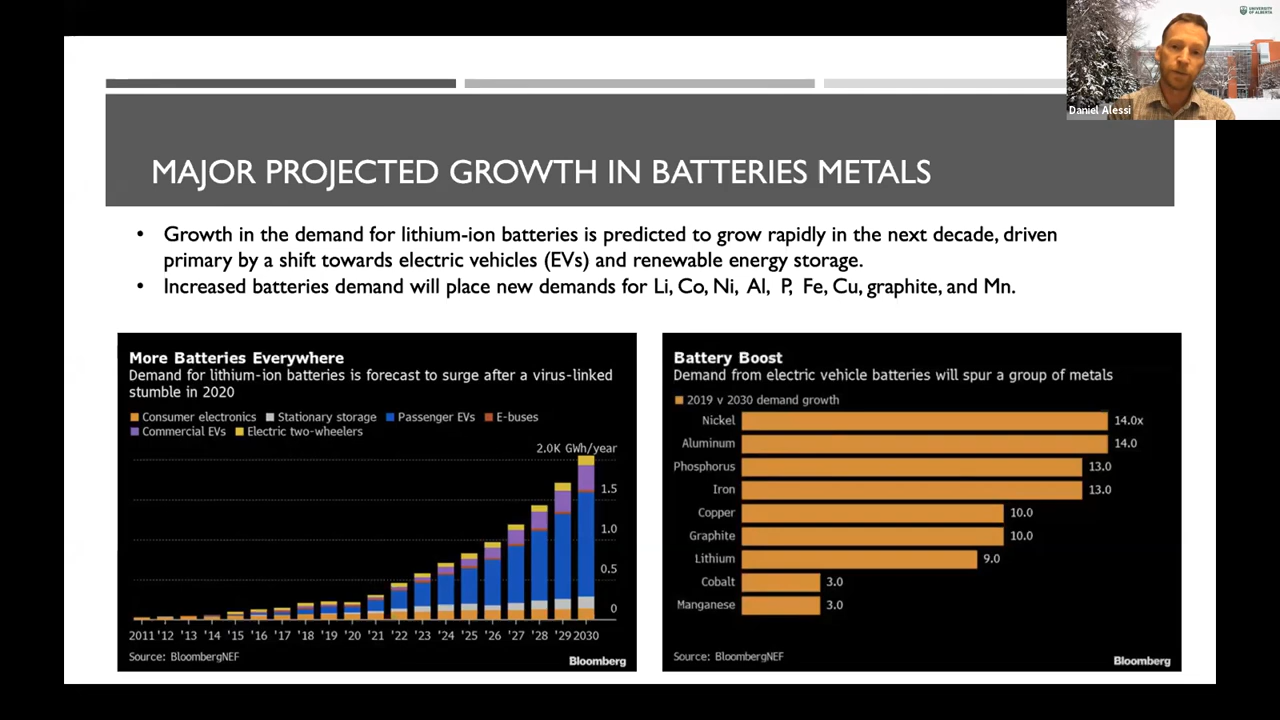 UNIVERSITY
OF ALBERTA
Daniel Alessi
MAJOR PROJECTED GROWTH IN BATTERIES METALS
• Growth in the demand for lithium-ion batteries is predicted to grow rapidly in the next decade, driven
primary by a shift towards electric vehicles (EVs) and renewable energy storage.
• Increased batteries demand will place new demands for Li, Co, Ni, Al, P, Fe, Cu, graphite, and Mn.
More Batteries Everywhere
Demand for lithium-ion batteries is forecast to surge after a virus-linked
stumble in 2020
Consumer electronics Stationary storage Passenger EVs E-buses
Commercial EVs Electric two-wheelers
2.0K GWh/year
1.5
1.0
0.5
0
2011 '12 '13 '14 '15 '16 '17 '18 '19 '20 '21 '22 '23 '24 '25 '26 '27 '28 '29 2030
Source: BloombergNEF
Bloomberg
Battery Boost
Demand from electric vehicle batteries will spur a group of metals
2019 v 2030 demand growth
Nickel 14.0x
Aluminum 14.0
Phosphorus 13.0
Iron 13.0
Copper 10.0
Graphite 10.0
Lithium 9.0
Cobalt 3.0
Manganese 3.0
Source: BloombergNEF
Bloomberg